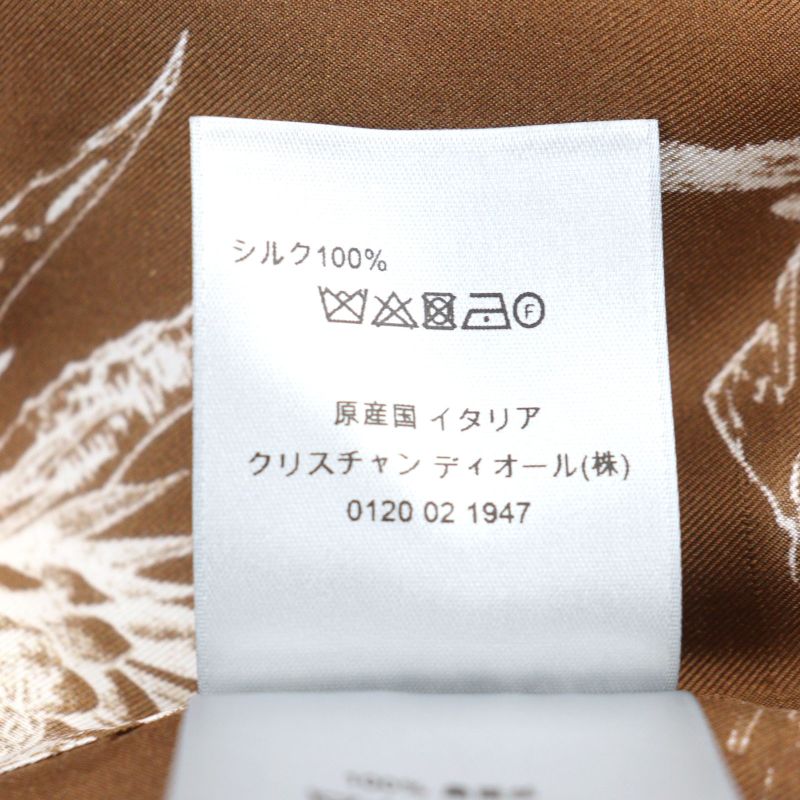 シルク100%
F
原産国 イタリア
クリスチャン ディオール(株)
0120 02 1947
100%